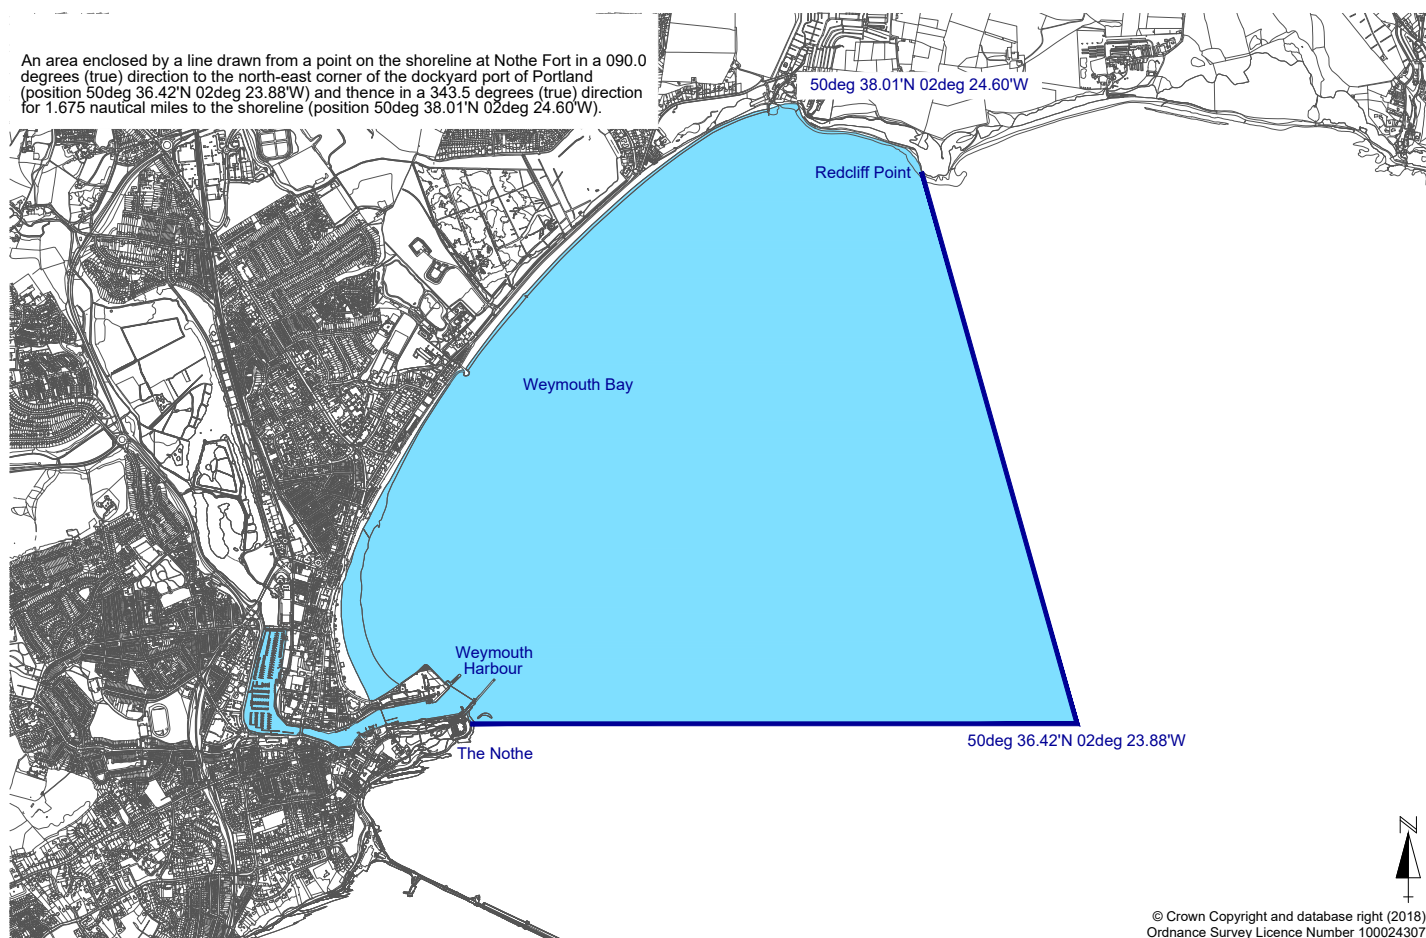 An area enclosed by a line drawn from a point on the shoreline at Nothe Fort in a 090.0
degrees (true) direction to the north-east corner of the dockyard port of Portland
(position 50deg 36.42'N 02deg 23.88'W) and thence in a 343.5 degrees (true) direction
for 1.675 nautical miles to the shoreline (position 50deg 38.01'N 02deg 24.60'W).
50deg 38.01'N 02deg 24.60'W
Redcliff Point
Weymouth Bay
Weymouth
Harbour
50deg 36.42'N 02deg 23.88'W
The Nothe
N
© Crown Copyright and database right (2018)
Ordnance Survey Licence Number 100024307